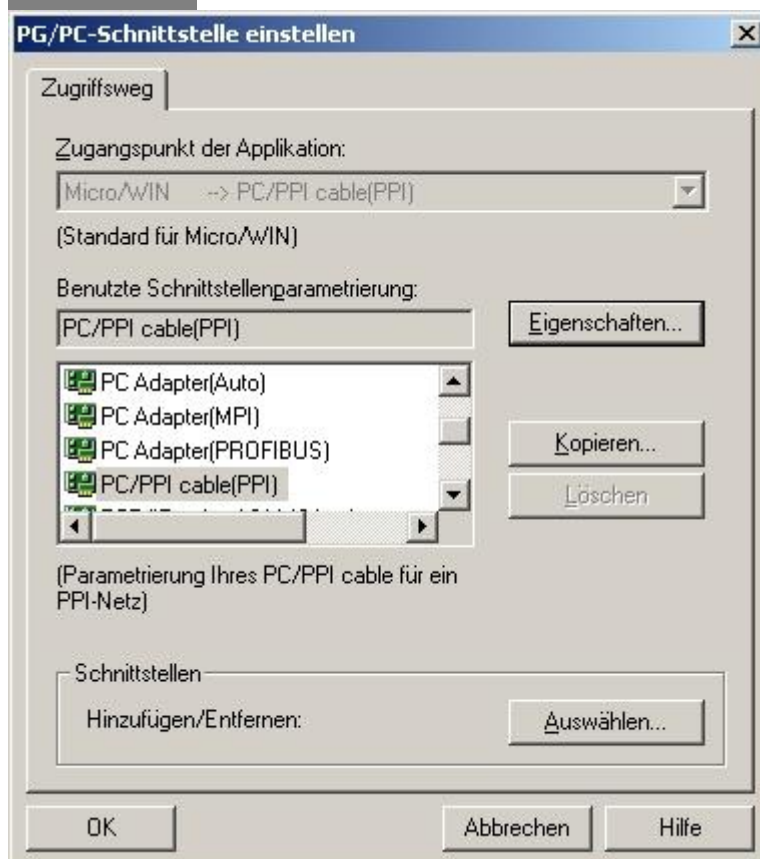 PG/PC-Schnittstelle einstellen
Zugriffsweg
Zugangspunkt der Applikation:
Micro/WIN --> PC/PPI cable(PPI)
(Standard für Micro/WIN)
Benutzte Schnittstellenparametrierung:
PC/PPI cable(PPI)
Eigenschaften...
PC Adapter(Auto)
PC Adapter(MPI)
PC Adapter(PROFIBUS)
PC/PPI cable(PPI)
Kopieren...
Löschen
(Parametrierung Ihres PC/PPI cable für ein
PPI-Netz)
Schnittstellen
Hinzufügen/Entfernen:
Auswählen...
OK
Abbrechen
Hilfe